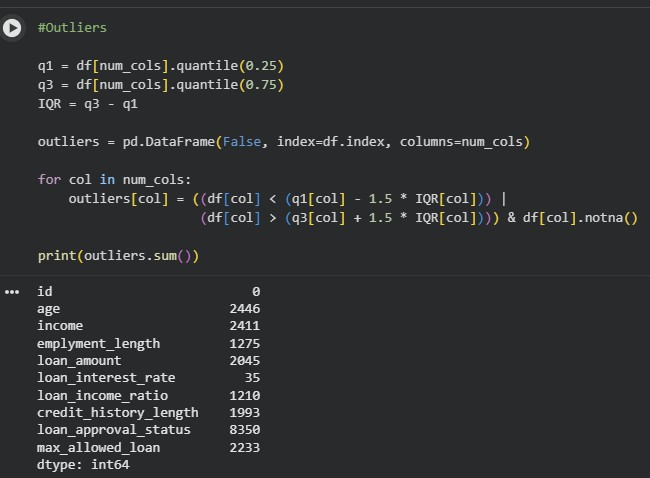 #Outliers
q1 = df[num_cols].quantile(0.25)
q3 = df[num_cols].quantile(0.75)
IQR = q3 - q1
outliers = pd.DataFrame(False, index=df.index, columns=num_cols)
for col in num_cols:
    outliers[col] = ((df[col] < (q1[col] - 1.5 * IQR[col])) |
                     (df[col] > (q3[col] + 1.5 * IQR[col]))) & df[col].notna()
print(outliers.sum())
id                          0
age                      2446
income                   2411
emplyment_length         1275
loan_amount              2045
loan_interest_rate         35
loan_income_ratio        1210
credit_history_length    1993
loan_approval_status     8350
max_allowed_loan         2233
dtype: int64